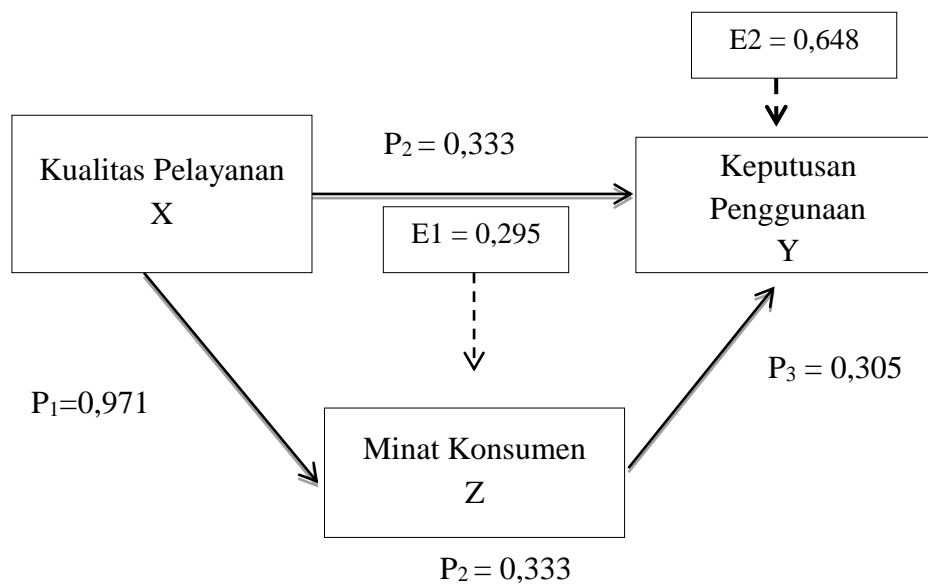 E2 = 0,648
P₂ = 0,333
Kualitas Pelayanan
X
Keputusan
Penggunaan
Y
E1 = 0,295
P₁=0,971
P₃ = 0,305
Minat Konsumen
Z
P₂ = 0,333